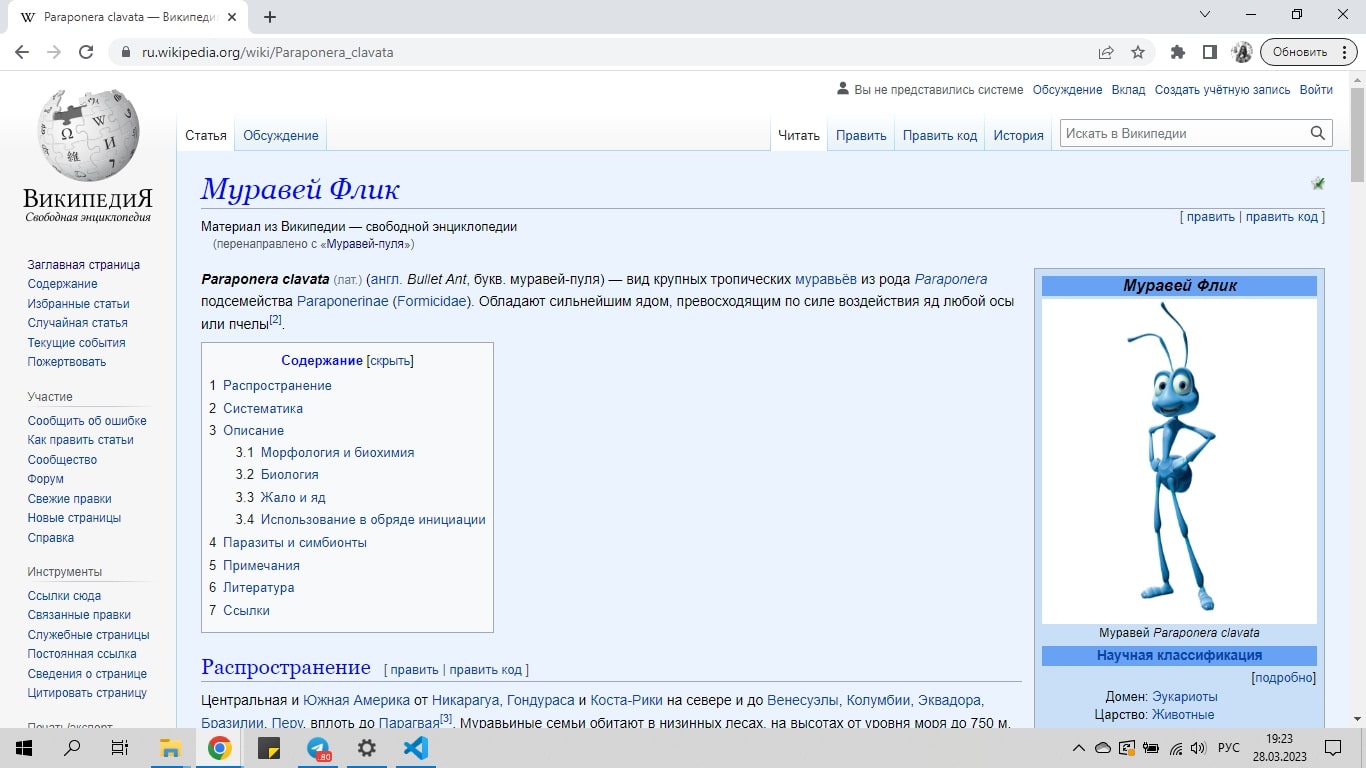 Paraponera clavata — Википеди
ru.wikipedia.org/wiki/Paraponera_clavata
Обновить
Вы не представились системе Обсуждение Вклад Создать учётную запись Войти
Статья Обсуждение Читать Править Править код История Искать в Википедии
ВикипедиЯ
Свободная энциклопедия
Заглавная страница
Содержание
Избранные статьи
Случайная статья
Текущие события
Пожертвовать
Участие
Сообщить об ошибке
Как править статьи
Сообщество
Форум
Свежие правки
Новые страницы
Справка
Инструменты
Ссылки сюда
Связанные правки
Служебные страницы
Постоянная ссылка
Сведения о странице
Цитировать страницу
Печать/экспорт
Муравей Флик
[ править | править код ]
Материал из Википедии — свободной энциклопедии
(перенаправлено с «Муравей-пуля»)
Paraponera clavata (лат.) (англ. Bullet Ant, букв. муравей-пуля) — вид крупных тропических муравьёв из рода Paraponera
подсемейства Paraponerinae (Formicidae). Обладают сильнейшим ядом, превосходящим по силе воздействия яд любой осы
или пчелы[2].
Содержание [скрыть]
1 Распространение
2 Систематика
3 Описание
3.1 Морфология и биохимия
3.2 Биология
3.3 Жало и яд
3.4 Использование в обряде инициации
4 Паразиты и симбионты
5 Примечания
6 Литература
7 Ссылки
Распространение [ править | править код ]
Центральная и Южная Америка от Никарагуа, Гондураса и Коста-Рики на севере и до Венесуэлы, Колумбии, Эквадора,
Бразилии, Перу, вплоть до Парагвая[3]. Муравьиные семьи обитают в низинных лесах, на высотах от уровня моря до 750 м.
Муравей Флик
Муравей Paraponera clavata
Научная классификация
[подробно]
Домен: Эукариоты
Царство: Животные
80
РУС
19:23
28.03.2023